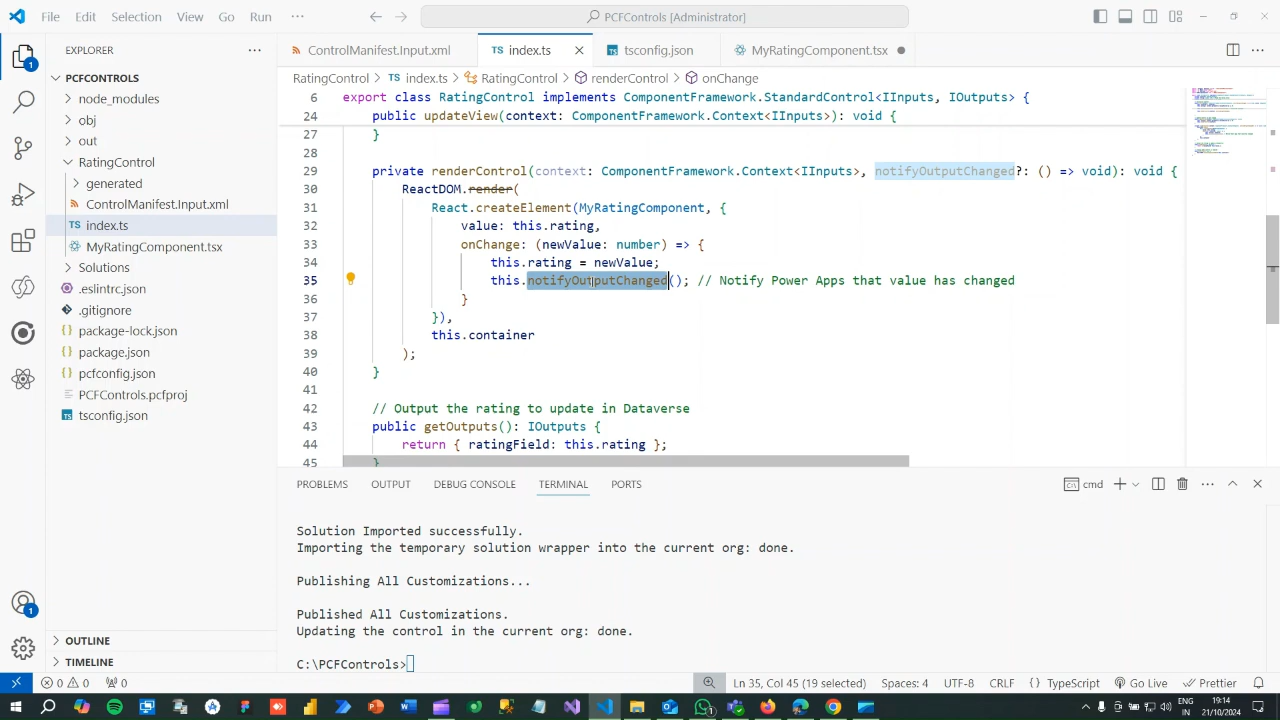 File Edit Selection View Go Run ···
PCFControls [Administrator]
EXPLORER ···
ControlManifest.Input.xml
TS index.ts
tsconfig.json
MyRatingComponent.tsx
PCFCONTROLS
node_modules
obj
out
RatingControl
generated
ControlManifest.Input.xml
TS index.ts
MyRatingComponent.tsx
Solutions
.eslintrc.json
.gitignore
package-lock.json
package.json
pcfconfig.json
PCFControls.pcfproj
tsconfig.json
OUTLINE
TIMELINE
RatingControl > TS index.ts > RatingControl > renderControl > onChange
6 export class RatingControl implements ComponentFramework.StandardControl<IInputs, IOutputs> {
24 public updateView(context: ComponentFramework.Context<IInputs>): void {
27 }
28
29 private renderControl(context: ComponentFramework.Context<IInputs>, notifyOutputChanged?: () => void): void {
30 ReactDOM.render(
31 React.createElement(MyRatingComponent, {
32 value: this.rating,
33 onChange: (newValue: number) => {
34 this.rating = newValue;
35 this.notifyOutputChanged(); // Notify Power Apps that value has changed
36 }
37 }),
38 this.container
39 );
40 }
41
42 // Output the rating to update in Dataverse
43 public getOutputs(): IOutputs {
44 return { ratingField: this.rating };
45 }
PROBLEMS OUTPUT DEBUG CONSOLE TERMINAL PORTS
cmd
Solution Imported successfully.
Importing the temporary solution wrapper into the current org: done.
Publishing All Customizations...
Published All Customizations.
Updating the control in the current org: done.
C:\PCFControls>
0 0 0
Ln 35, Col 45 (19 selected) Spaces: 4 UTF-8 CRLF {} TypeScript Go Live Prettier
ENG
IN
19:14
21/10/2024